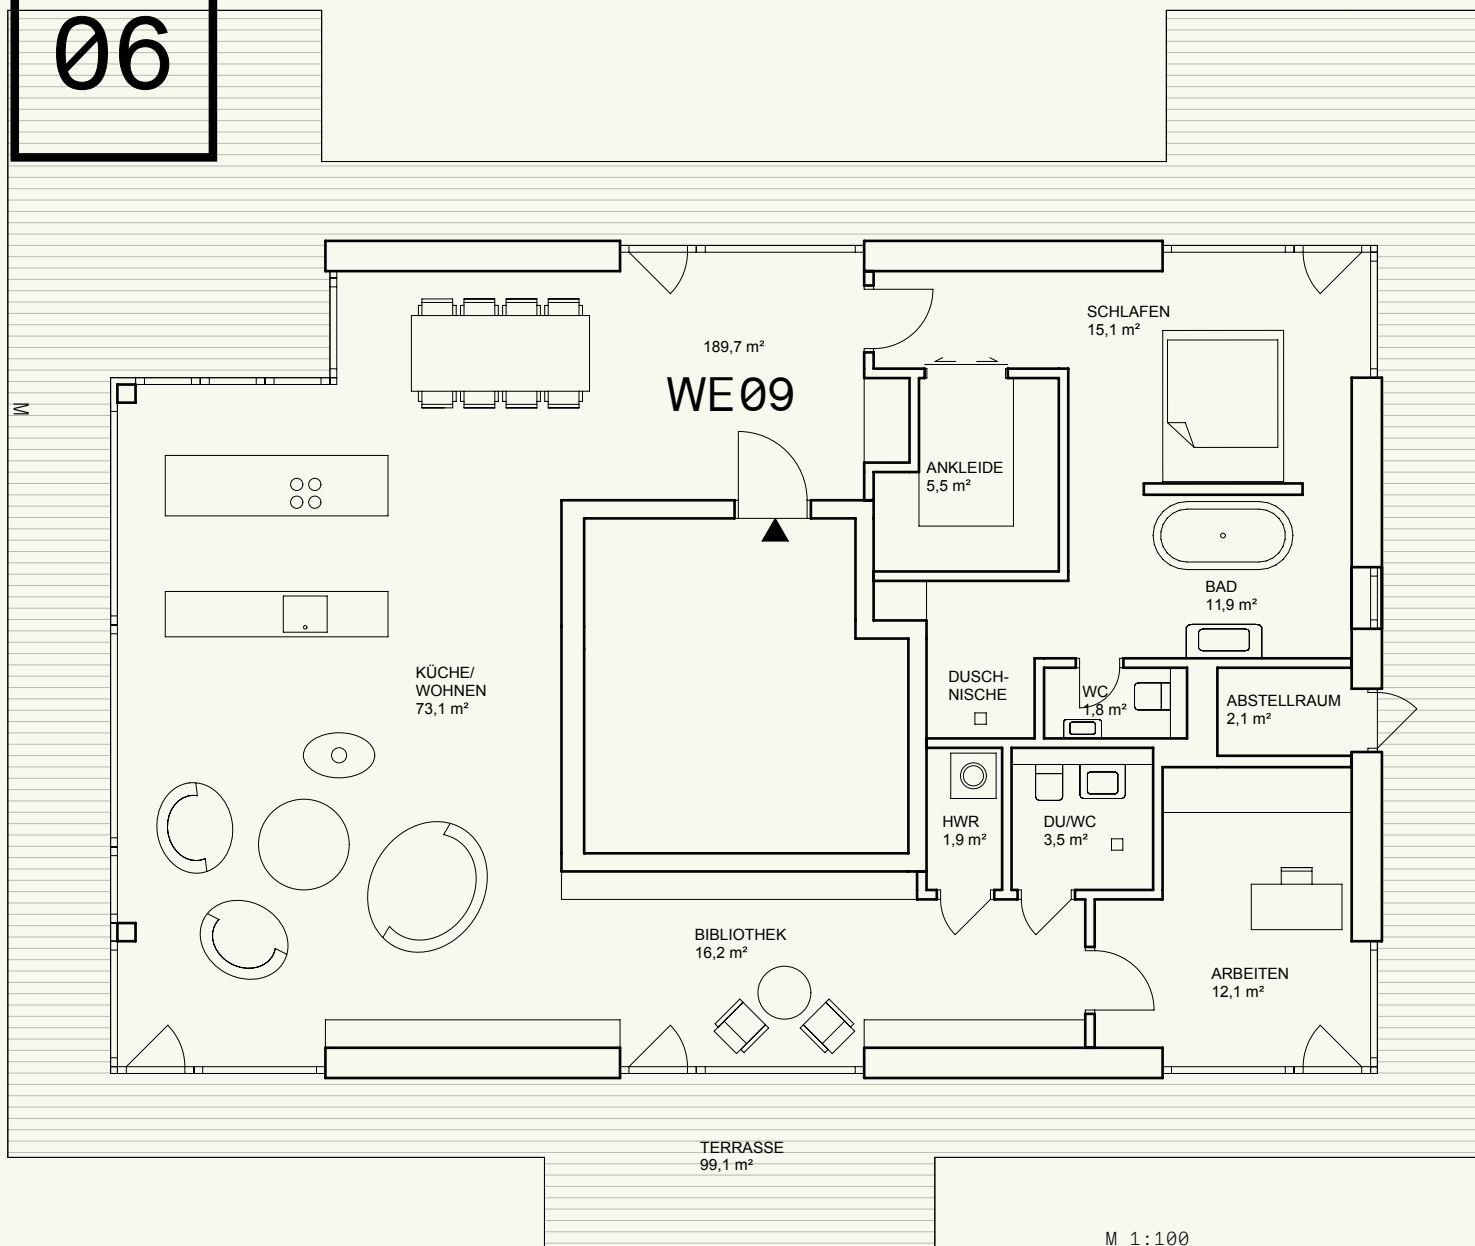 06
SCHLAFEN
15,1 m²
189,7 m²
WE09
M
ANKLEIDE
5,5 m²
BAD
11,9 m²
KÜCHE/
WOHNEN
73,1 m²
DUSCH-
NISCHE
WC
1,8 m²
ABSTELLRAUM
2,1 m²
HWR
1,9 m²
DU/WC
3,5 m²
BIBLIOTHEK
16,2 m²
ARBEITEN
12,1 m²
TERRASSE
99,1 m²
M 1:100